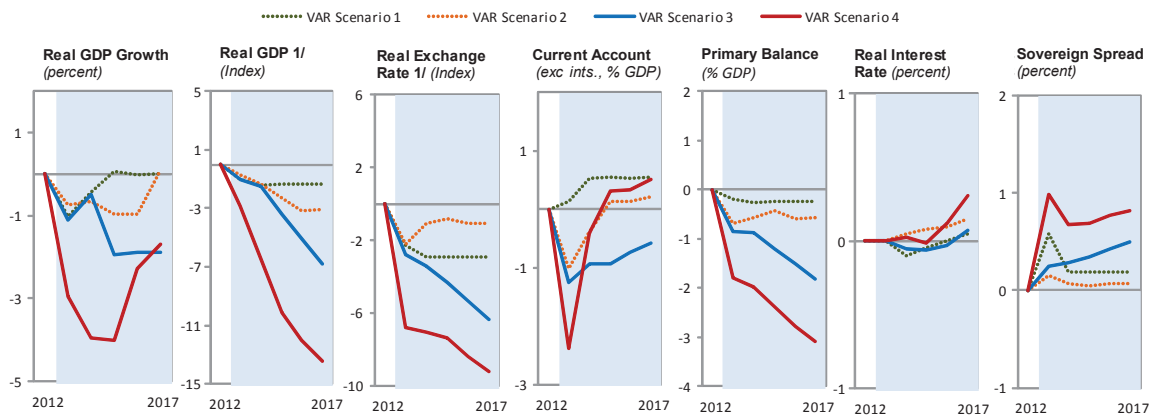 VAR Scenario 1 VAR Scenario 2 VAR Scenario 3 VAR Scenario 4
Real GDP Growth
(percent)
1
-1
-3
-5
2012 2017
Real GDP 1/
(Index)
5
1
-3
-7
-11
-15
2012 2017
Real Exchange
Rate 1/ (Index)
6
2
-2
-6
-10
2012 2017
Current Account
(exc ints., % GDP)
1
-1
-3
2012 2017
Primary Balance
(% GDP)
2
1
0
-1
-2
-3
-4
2012 2017
Real Interest
Rate (percent)
1
0
-1
2012 2017
Sovereign Spread
(percent)
2
1
0
-1
2012 2017